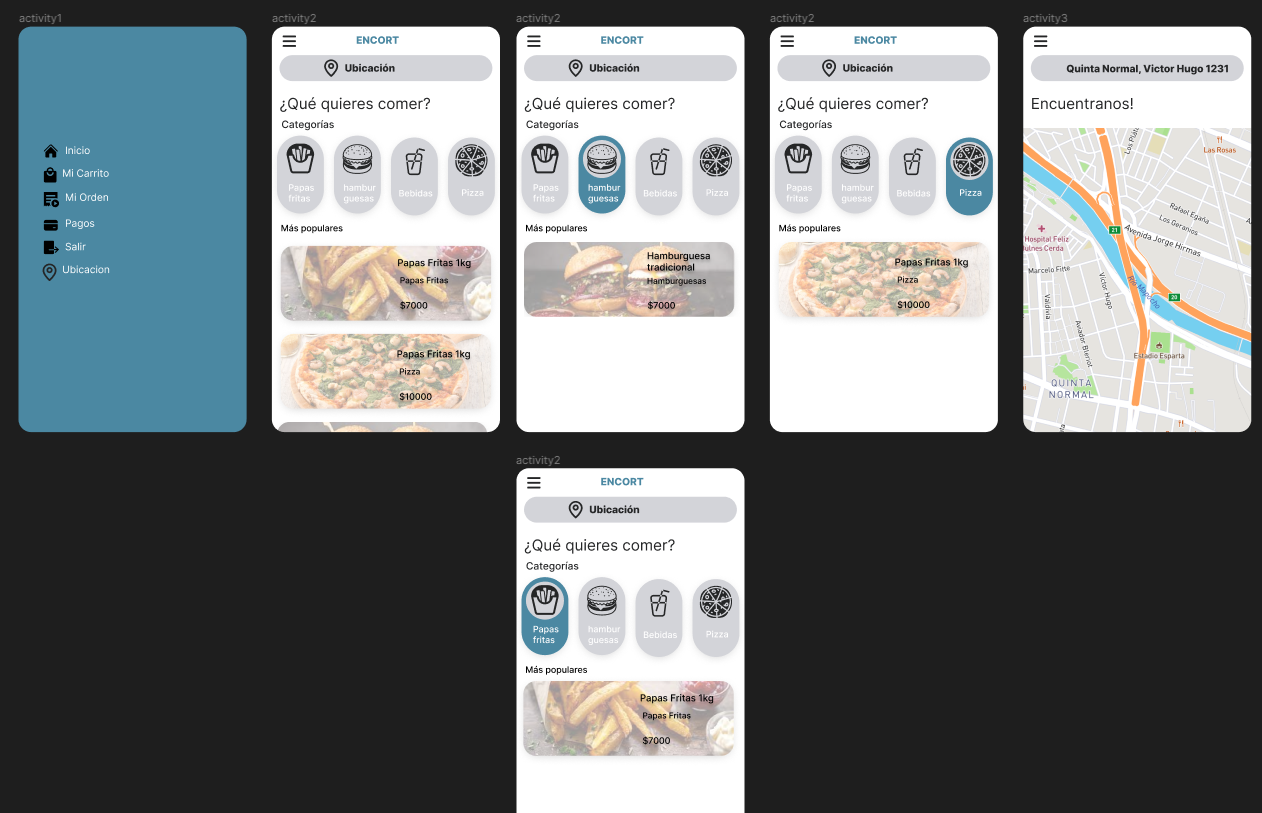 activity1
Inicio
Mi Carrito
Mi Orden
Pagos
Salir
Ubicacion
activity2
ENCORT
Ubicación
¿Qué quieres comer?
Categorías
Papas
fritas
hambur
guesas
Bebidas
Pizza
Más populares
Papas Fritas 1kg
Papas Fritas
$7000
Papas Fritas 1kg
Pizza
$10000
activity2
ENCORT
Ubicación
¿Qué quieres comer?
Categorías
Papas
fritas
hambur
guesas
Bebidas
Pizza
Más populares
Hamburguesa
tradicional
Hamburguesas
$7000
activity2
ENCORT
Ubicación
¿Qué quieres comer?
Categorías
Papas
fritas
hambur
guesas
Bebidas
Pizza
Más populares
Papas Fritas 1kg
Pizza
$10000
activity3
Quinta Normal, Victor Hugo 1231
Encuentranos!
Las Rosas
Rafael Egaña
Los Geranios
Avenida Jorge Hirmas
21
Hospital Feliz
ulnes Cerda
Marcelo Fitte
Victor Hugo
Río Mapocho
20
Valdivia
Aviador Bleriot
Estadio Esparta
QUINTA
NORMAL
activity2
ENCORT
Ubicación
¿Qué quieres comer?
Categorías
Papas
fritas
hambur
guesas
Bebidas
Pizza
Más populares
Papas Fritas 1kg
Papas Fritas
$7000